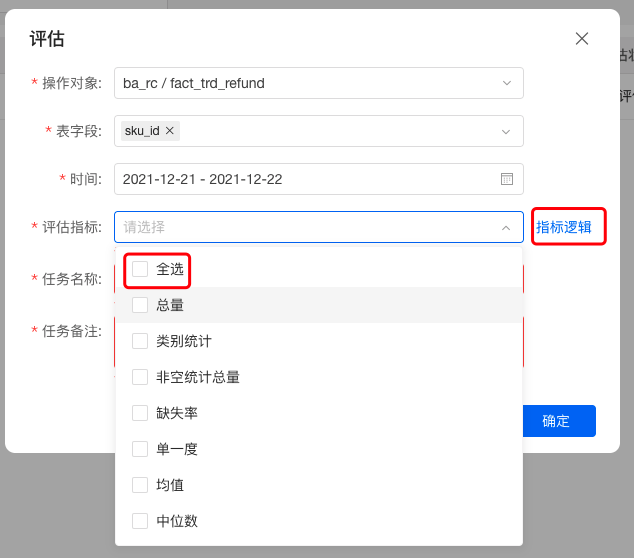 评估
* 操作对象: ba_rc / fact_trd_refund
* 表字段: sku_id ×
* 时间: 2021-12-21 - 2021-12-22
* 评估指标: 请选择 指标逻辑
全选
* 任务名称:
总量
* 任务备注:
类别统计
非空统计总量
缺失率
确定
单一度
均值
中位数